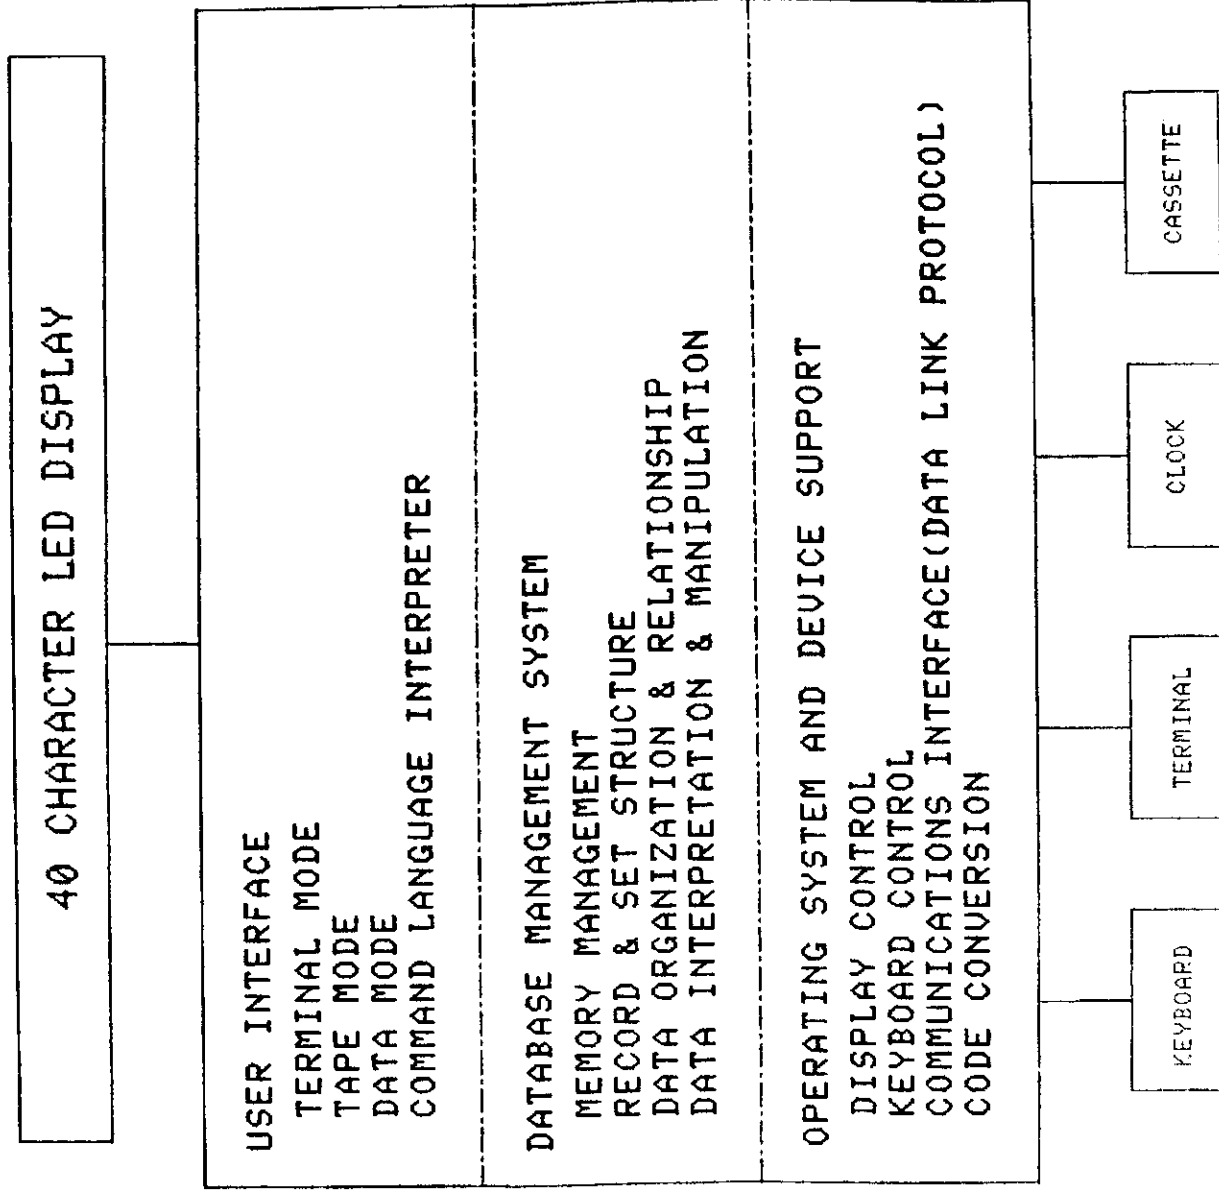 40 CHARACTER LED DISPLAY
USER INTERFACE
TERMINAL MODE
TAPE MODE
DATA MODE
COMMAND LANGUAGE INTERPRETER
DATABASE MANAGEMENT SYSTEM
MEMORY MANAGEMENT
RECORD & SET STRUCTURE
DATA ORGANIZATION & RELATIONSHIP
DATA INTERPRETATION & MANIPULATION
OPERATING SYSTEM AND DEVICE SUPPORT
DISPLAY CONTROL
KEYBOARD CONTROL
COMMUNICATIONS INTERFACE(DATA LINK PROTOCOL)
CODE CONVERSION
KEYBOARD
TERMINAL
CLOCK
CASSETTE